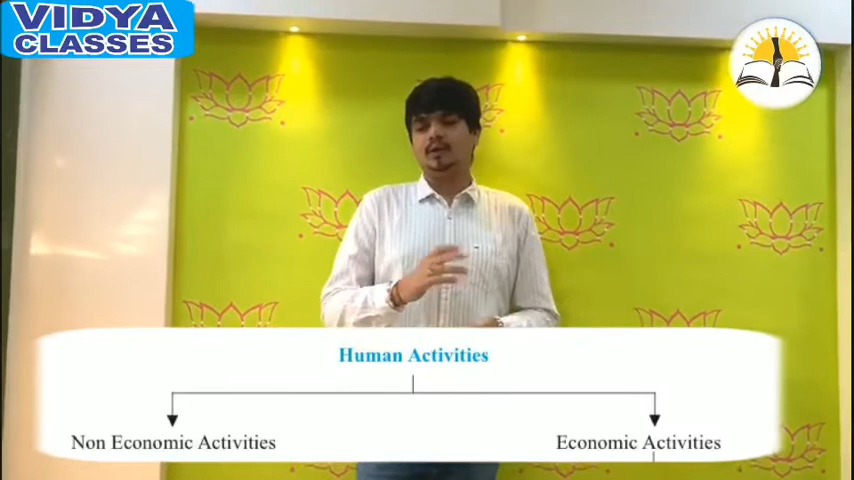 VIDYA
CLASSES
Human Activities
Non Economic Activities
Economic Activities